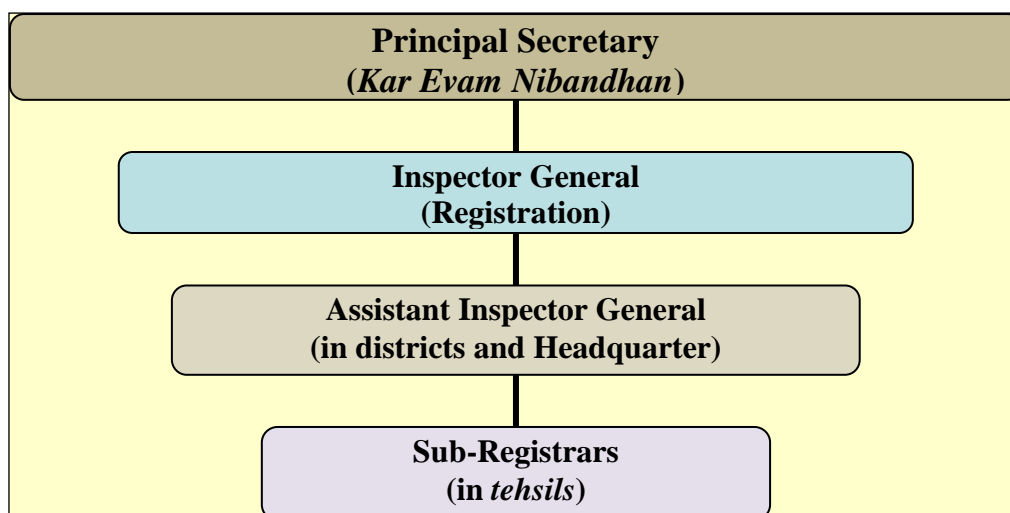 Principal Secretary
(Kar Evam Nibandhan)
Inspector General
(Registration)
Assistant Inspector General
(in districts and Headquarter)
Sub-Registrars
(in tehsils)